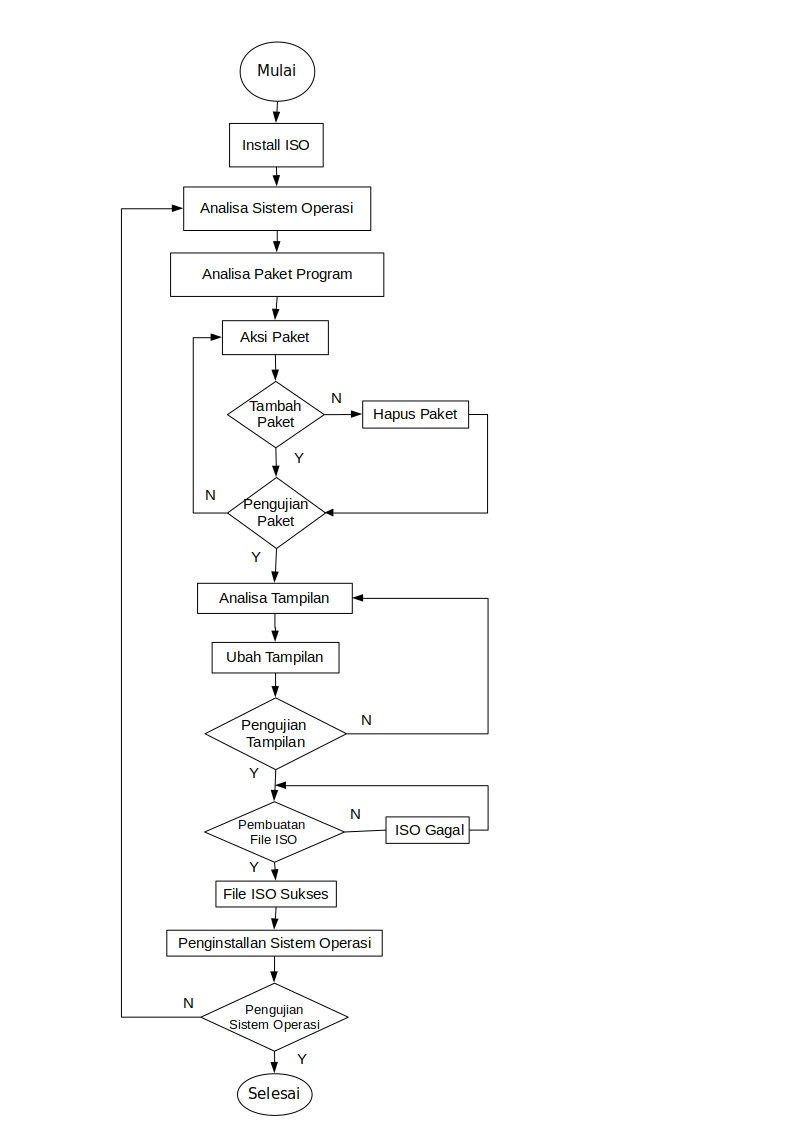 Mulai
Install ISO
Analisa Sistem Operasi
Analisa Paket Program
Aksi Paket
Tambah
Paket
N
Hapus Paket
Y
N
Pengujian
Paket
Y
Analisa Tampilan
Ubah Tampilan
Pengujian
Tampilan
N
Y
Pembuatan
File ISO
N
ISO Gagal
Y
File ISO Sukses
Penginstallan Sistem Operasi
N
Pengujian
Sistem Operasi
Y
Selesai